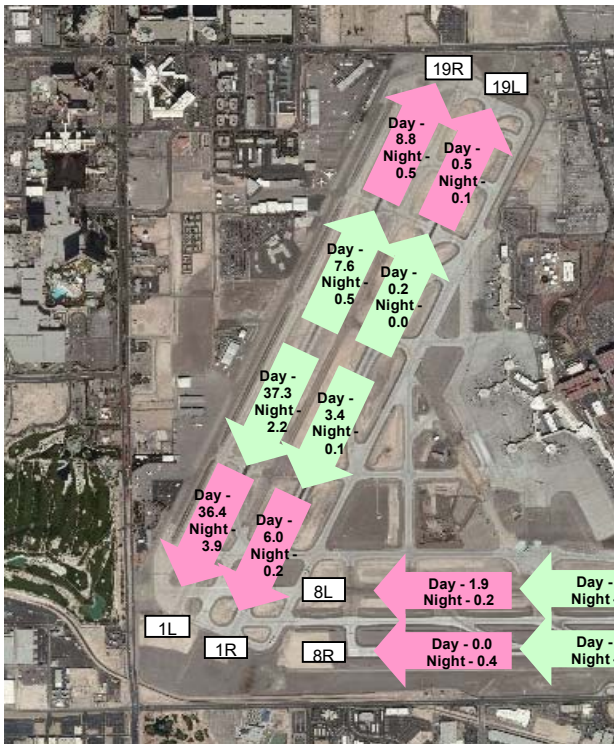 19R
19L
Day -
8.8
Night -
0.5
Day -
0.5
Night -
0.1
Day -
7.6
Night -
0.5
Day -
0.2
Night -
0.0
Day -
37.3
Night -
2.2
Day -
3.4
Night -
0.1
Day -
36.4
Night -
3.9
Day -
6.0
Night -
0.2
8L
Day - 1.9
Night - 0.2
Day -
Night -
1L
1R
8R
Day - 0.0
Night - 0.4
Day -
Night -